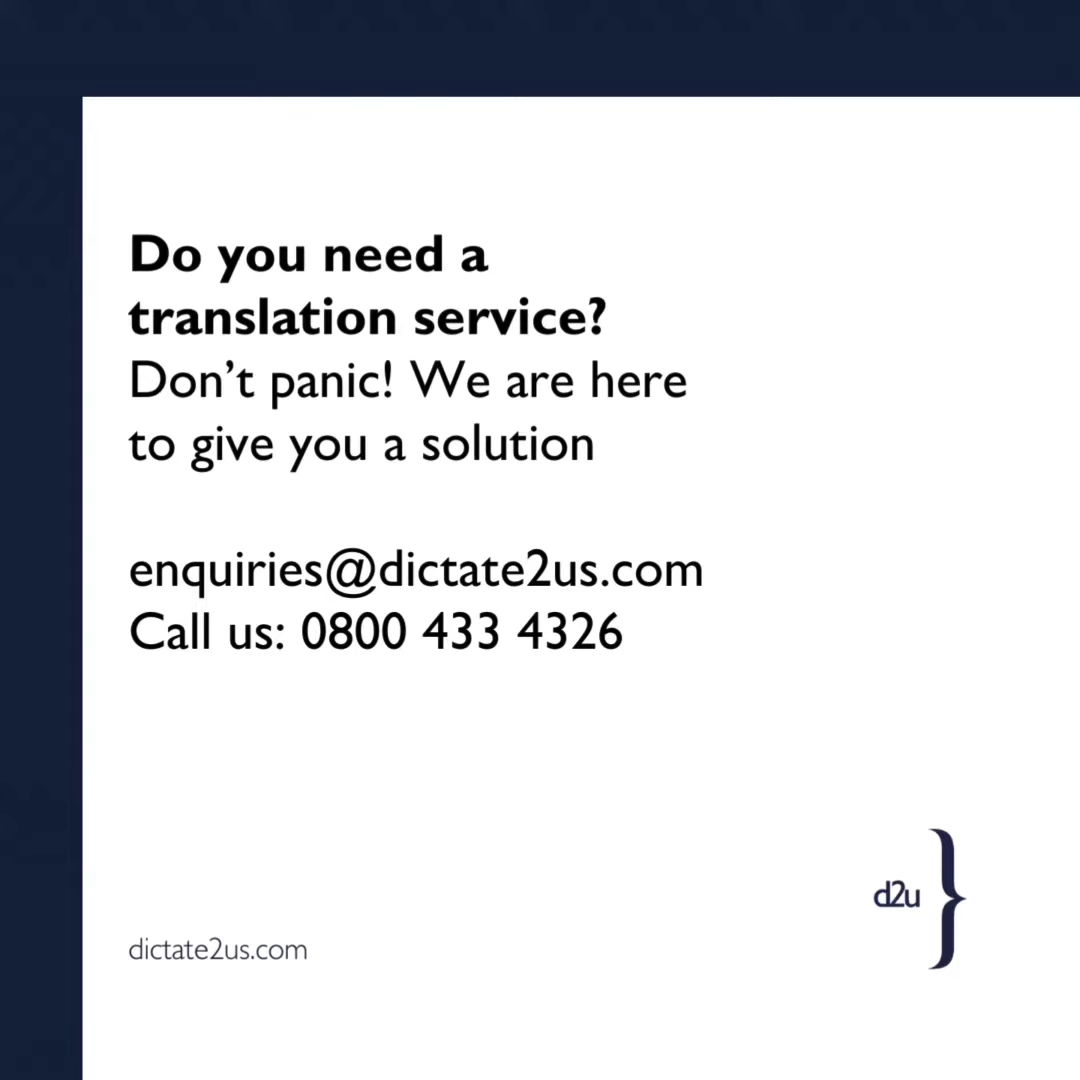 Do you need a
translation service?
Don’t panic! We are here
to give you a solution
enquiries@dictate2us.com
Call us: 0800 433 4326
d2u }
dictate2us.com